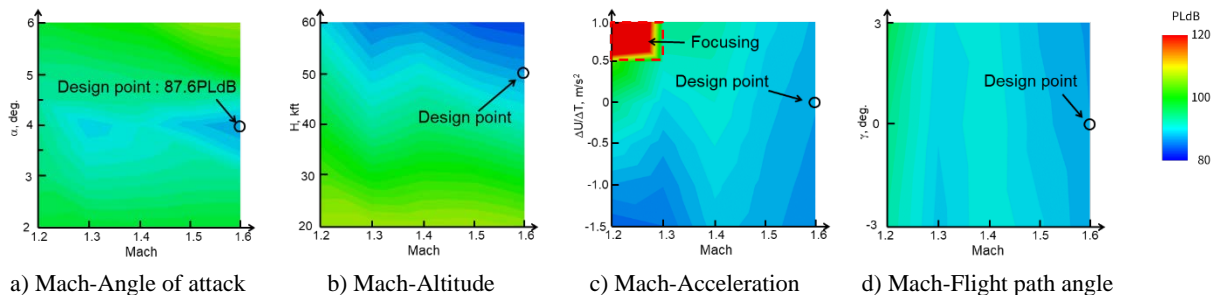 6
5
4
3
2
α, deg.
Design point : 87.6PLdB
1.2 1.3 1.4 1.5 1.6
Mach
a) Mach-Angle of attack
60
50
40
30
20
H, kft
Design point
1.2 1.3 1.4 1.5 1.6
Mach
b) Mach-Altitude
1.0
0.5
0
-0.5
-1.0
-1.5
ΔU/ΔT, m/s²
Focusing
Design point
1.2 1.3 1.4 1.5 1.6
Mach
c) Mach-Acceleration
3
0
-3
γ, deg.
Design point
1.2 1.3 1.4 1.5 1.6
Mach
d) Mach-Flight path angle
PLdB
120
100
80